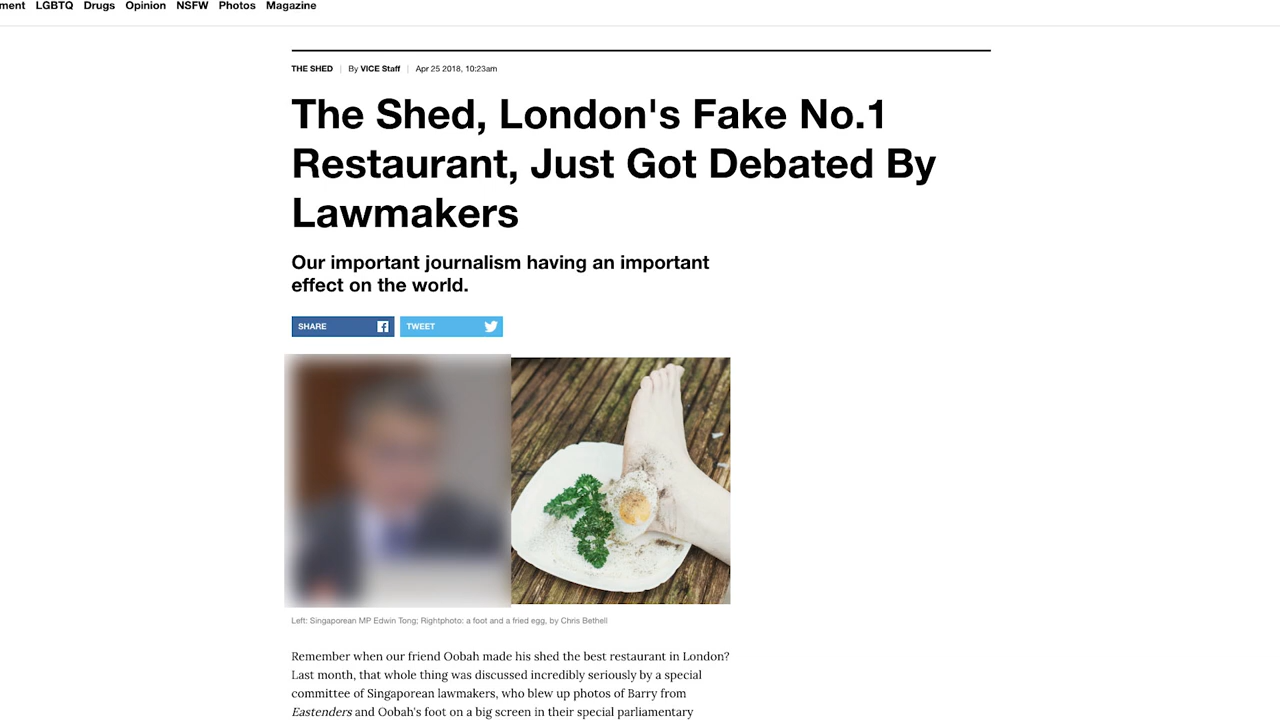 ment LGBTQ Drugs Opinion NSFW Photos Magazine
THE SHED | By VICE Staff | Apr 25 2018, 10:23am
The Shed, London's Fake No.1
Restaurant, Just Got Debated By
Lawmakers
Our important journalism having an important
effect on the world.
SHARE TWEET
Left: Singaporean MP Edwin Tong; Rightphoto: a foot and a fried egg, by Chris Bethell
Remember when our friend Oobah made his shed the best restaurant in London?
Last month, that whole thing was discussed incredibly seriously by a special
committee of Singaporean lawmakers, who blew up photos of Barry from
Eastenders and Oobah's foot on a big screen in their special parliamentary